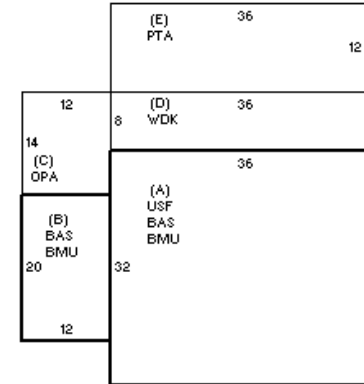 (E)
PTA
36
12
12
(D)
WDK
36
8
14
(C)
OPA
36
(A)
USF
BAS
BMU
(B)
BAS
BMU
20
32
12